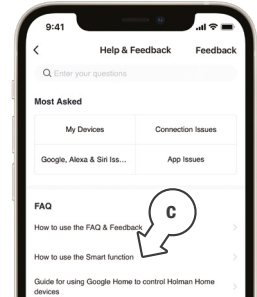 9:41
Help & Feedback Feedback
Enter your questions
Most Asked
My Devices Connection Issues
Google, Alexa & Siri Iss... App Issues
FAQ
C
How to use the FAQ & Feedback
How to use the Smart function
Guide for using Google Home to control Holman Home
devices